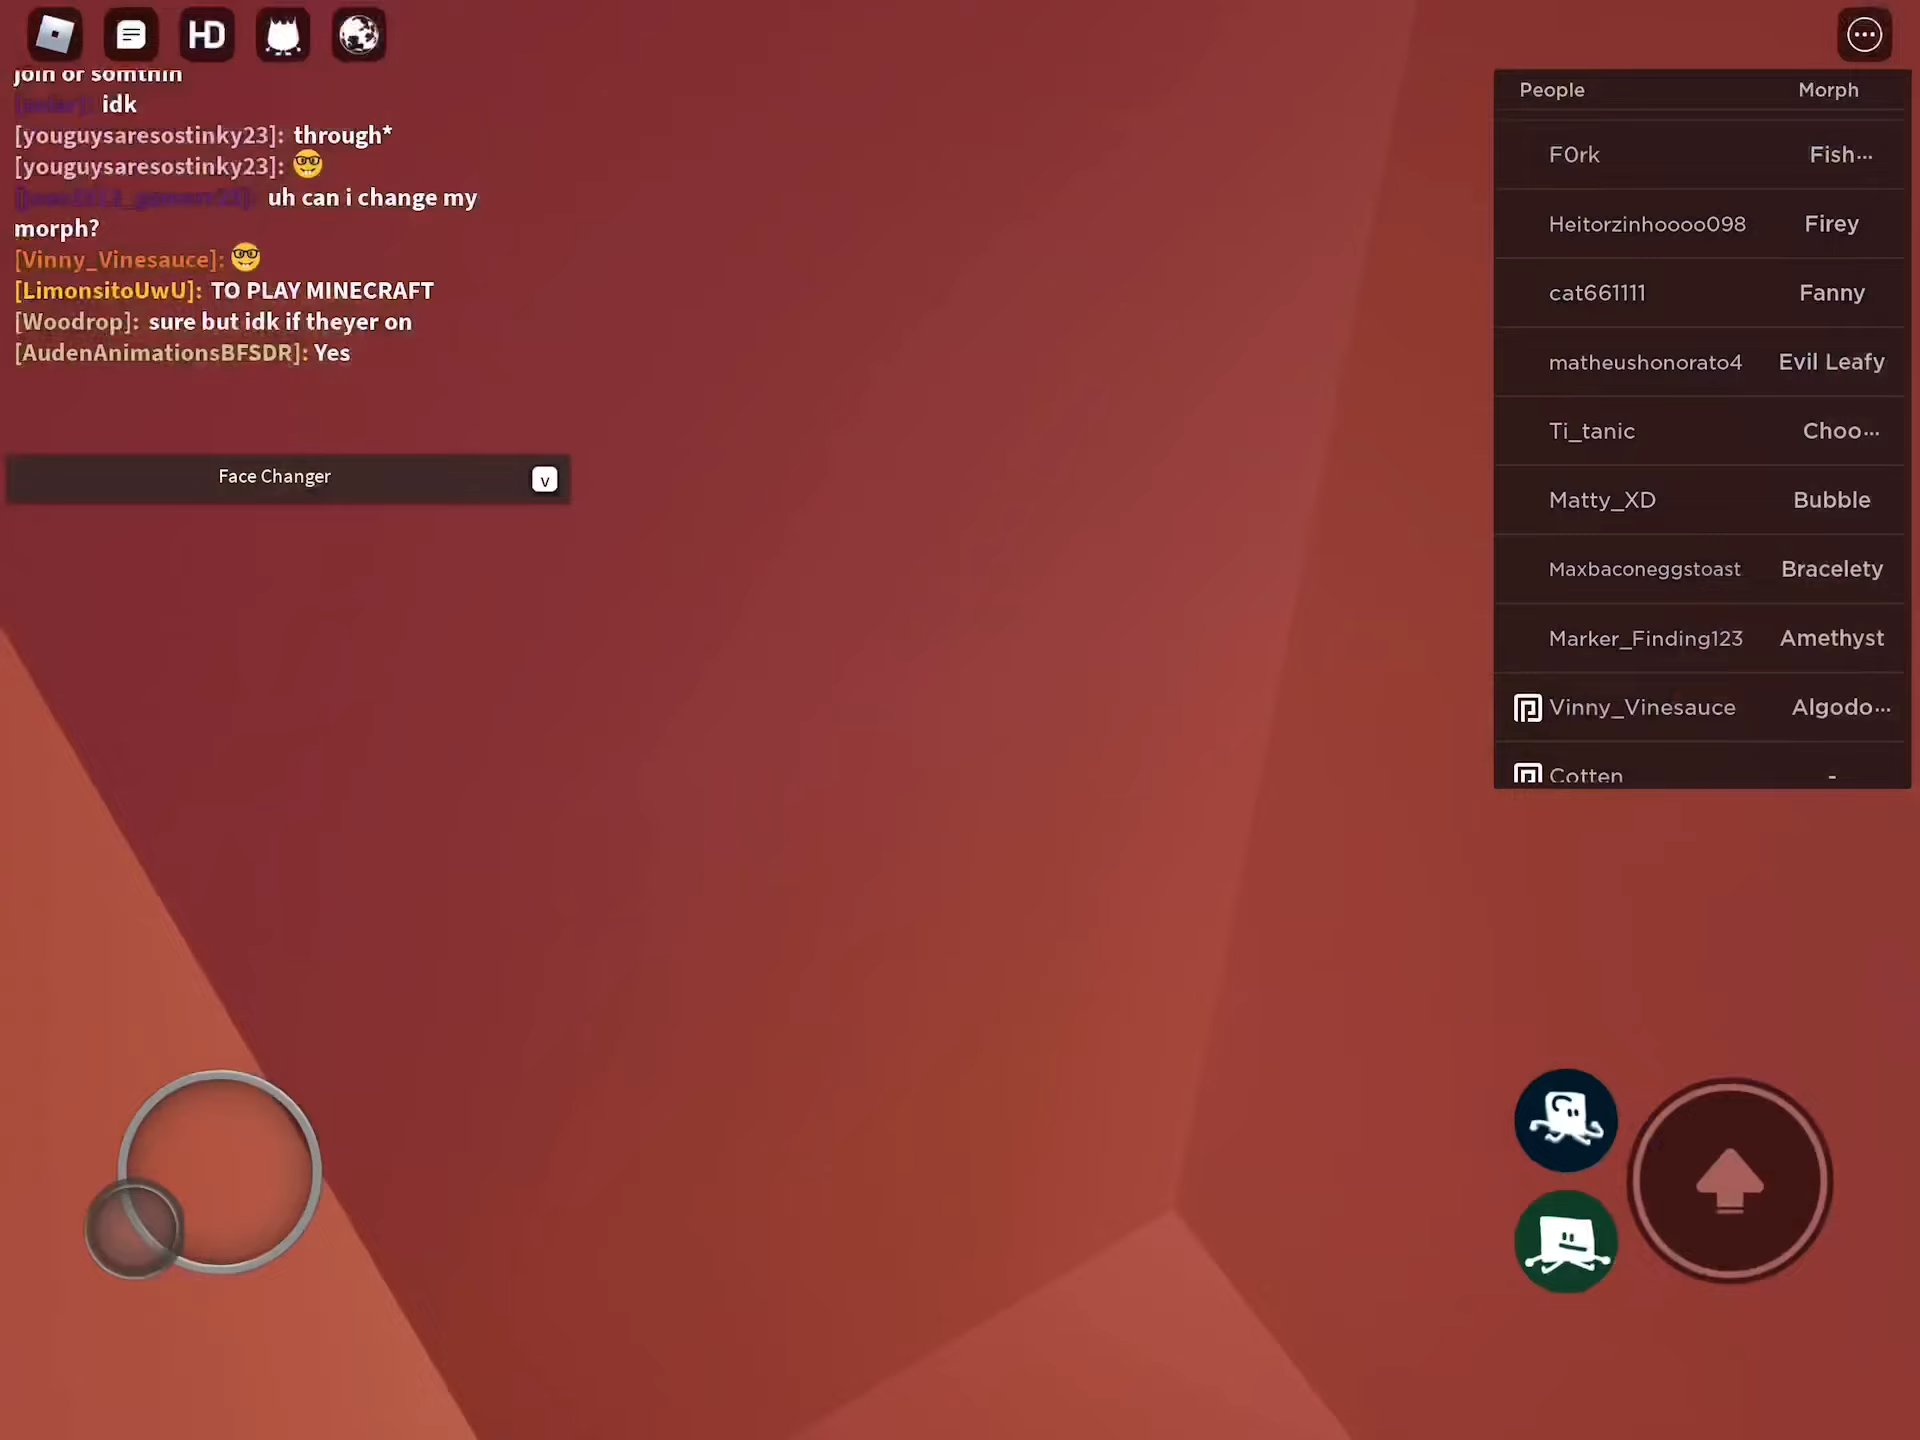 HD
join or somthin
: idk
[youguysaresostinky23]: through*
[youguysaresostinky23]: 🤓
uh can i change my
morph?
[Vinny_Vinesauce]: 🤓
[LimonsitoUwU]: TO PLAY MINECRAFT
[Woodrop]: sure but idk if theyer on
[AudenAnimationsBFSDR]: Yes
Face Changer v
People Morph
F0rk Fish...
Heitorzinhoooo098 Firey
cat661111 Fanny
matheushonorato4 Evil Leafy
Ti_tanic Choo...
Matty_XD Bubble
Maxbaconeggstoast Bracelety
Marker_Finding123 Amethyst
Vinny_Vinesauce Algodo...
Cotten -